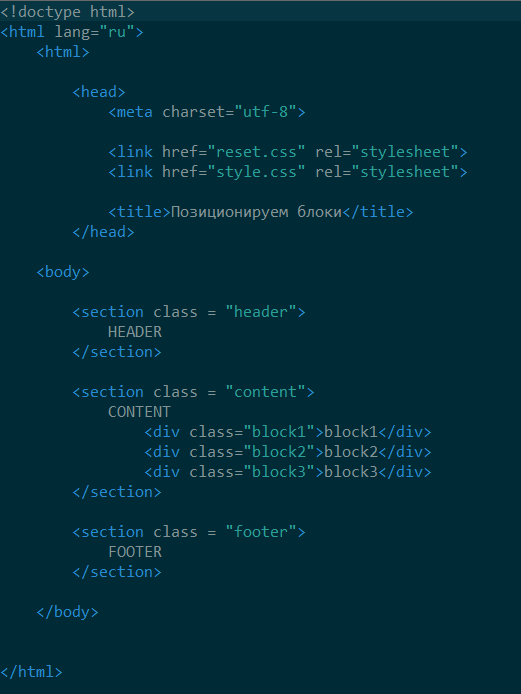 <!doctype html>
<html lang="ru">
    <html>
        <head>
            <meta charset="utf-8">
            <link href="reset.css" rel="stylesheet">
            <link href="style.css" rel="stylesheet">
            <title>Позиционируем блоки</title>
        </head>
    <body>
        <section class = "header">
            HEADER
        </section>
        <section class = "content">
            CONTENT
                <div class="block1">block1</div>
                <div class="block2">block2</div>
                <div class="block3">block3</div>
        </section>
        <section class = "footer">
            FOOTER
        </section>
    </body>
</html>